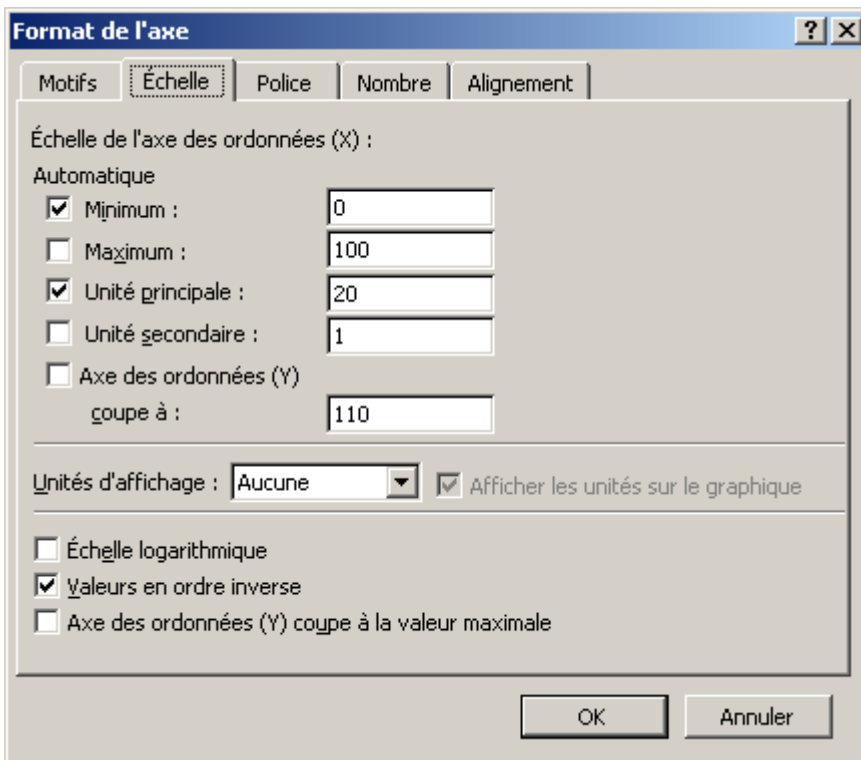 Format de l'axe
Motifs Échelle Police Nombre Alignement
Échelle de l'axe des ordonnées (X) :
Automatique
Minimum : 0
Maximum : 100
Unité principale : 20
Unité secondaire : 1
Axe des ordonnées (Y)
coupe à : 110
Unités d'affichage : Aucune Afficher les unités sur le graphique
Échelle logarithmique
Valeurs en ordre inverse
Axe des ordonnées (Y) coupe à la valeur maximale
OK Annuler